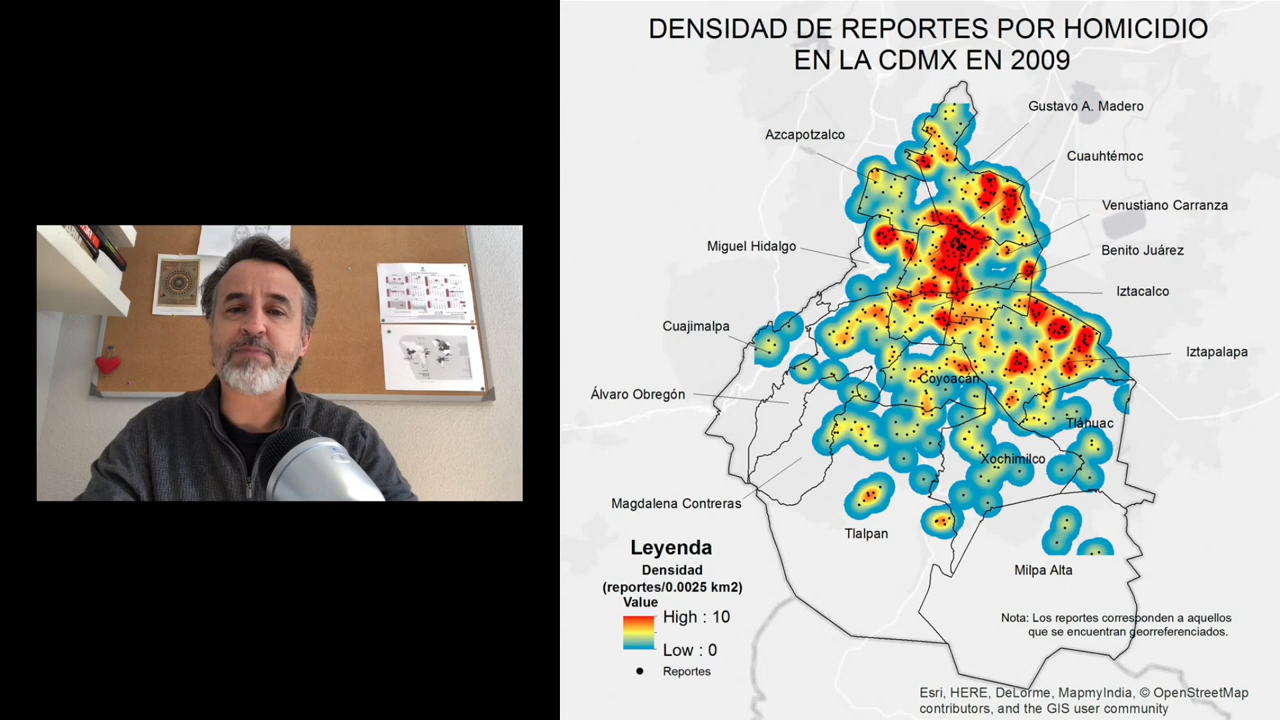 DENSIDAD DE REPORTES POR HOMICIDIO
EN LA CDMX EN 2009
Gustavo A. Madero
Azcapotzalco
Cuauhtémoc
Venustiano Carranza
Miguel Hidalgo
Benito Juárez
Iztacalco
Cuajimalpa
Iztapalapa
Coyoacán
Álvaro Obregón
Tláhuac
Xochimilco
Magdalena Contreras
Tlalpan
Milpa Alta
Leyenda
Densidad
(reportes/0.0025 km2)
Value
High : 10
Low : 0
Reportes
Nota: Los reportes corresponden a aquellos
que se encuentran georreferenciados.
Esri, HERE, DeLorme, MapmyIndia, © OpenStreetMap
contributors, and the GIS user community